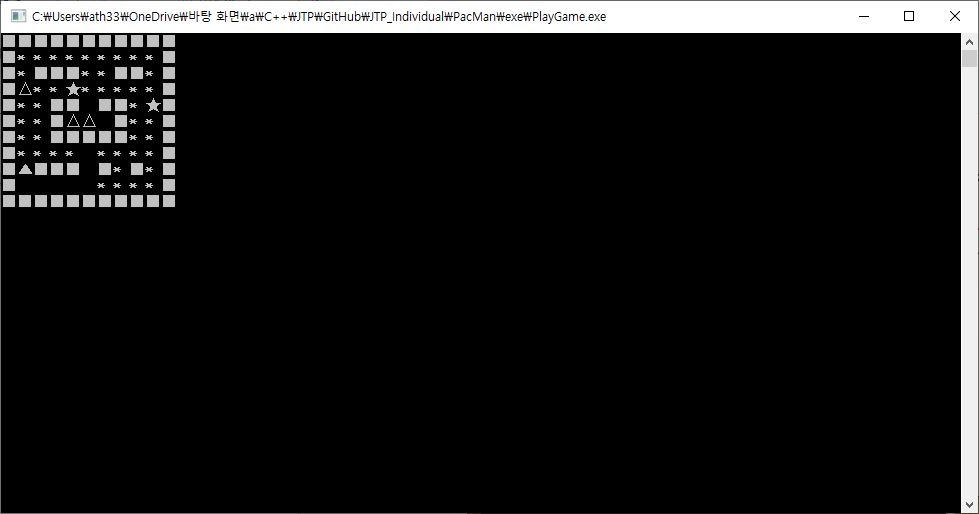 C:₩Users₩ath33₩OneDrive₩바탕 화면₩a₩C++₩JTP₩GitHub₩JTP_Individual₩PacMan₩exe₩PlayGame.exe